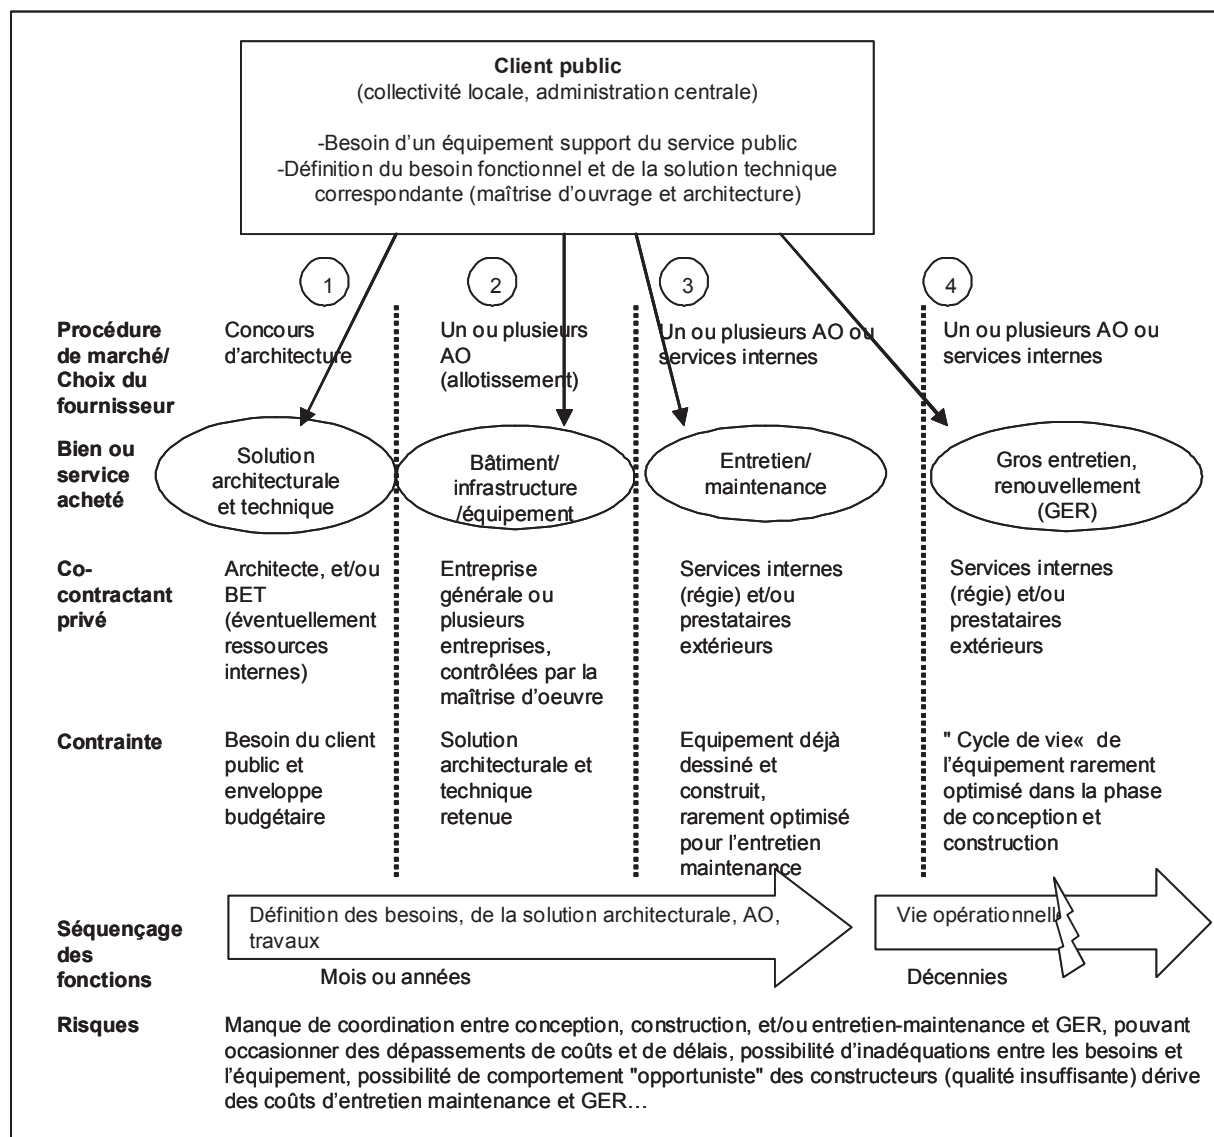 Client public
(collectivité locale, administration centrale)
-Besoin d'un équipement support du service public
-Définition du besoin fonctionnel et de la solution technique
correspondante (maîtrise d'ouvrage et architecture)
1
2
3
4
Procédure
de marché/
Choix du
fournisseur
Concours
d'architecture
Un ou plusieurs
AO
(allotissement)
Un ou plusieurs AO ou
services internes
Un ou plusieurs AO ou
services internes
Bien ou
service
acheté
Solution
architecturale
et technique
Bâtiment/
infrastructure
/équipement
Entretien/
maintenance
Gros entretien,
renouvellement
(GER)
Co-
contractant
privé
Architecte, et/ou
BET
(éventuellement
ressources
internes)
Entreprise
générale ou
plusieurs
entreprises,
contrôlées par la
maîtrise d'oeuvre
Services internes
(régie) et/ou
prestataires
extérieurs
Services internes
(régie) et/ou
prestataires
extérieurs
Contrainte
Besoin du client
public et
enveloppe
budgétaire
Solution
architecturale et
technique
retenue
Equipement déjà
dessiné et
construit,
rarement optimisé
pour l'entretien
maintenance
" Cycle de vie« de
l'équipement rarement
optimisé dans la phase
de conception et
construction
Séquençage
des
fonctions
Définition des besoins, de la solution architecturale, AO,
travaux
Mois ou années
Vie opérationnelle
Décennies
Risques
Manque de coordination entre conception, construction, et/ou entretien-maintenance et GER, pouvant
occasionner des dépassements de coûts et de délais, possibilité d'inadéquations entre les besoins et
l'équipement, possibilité de comportement "opportuniste" des constructeurs (qualité insuffisante) dérive
des coûts d'entretien maintenance et GER…